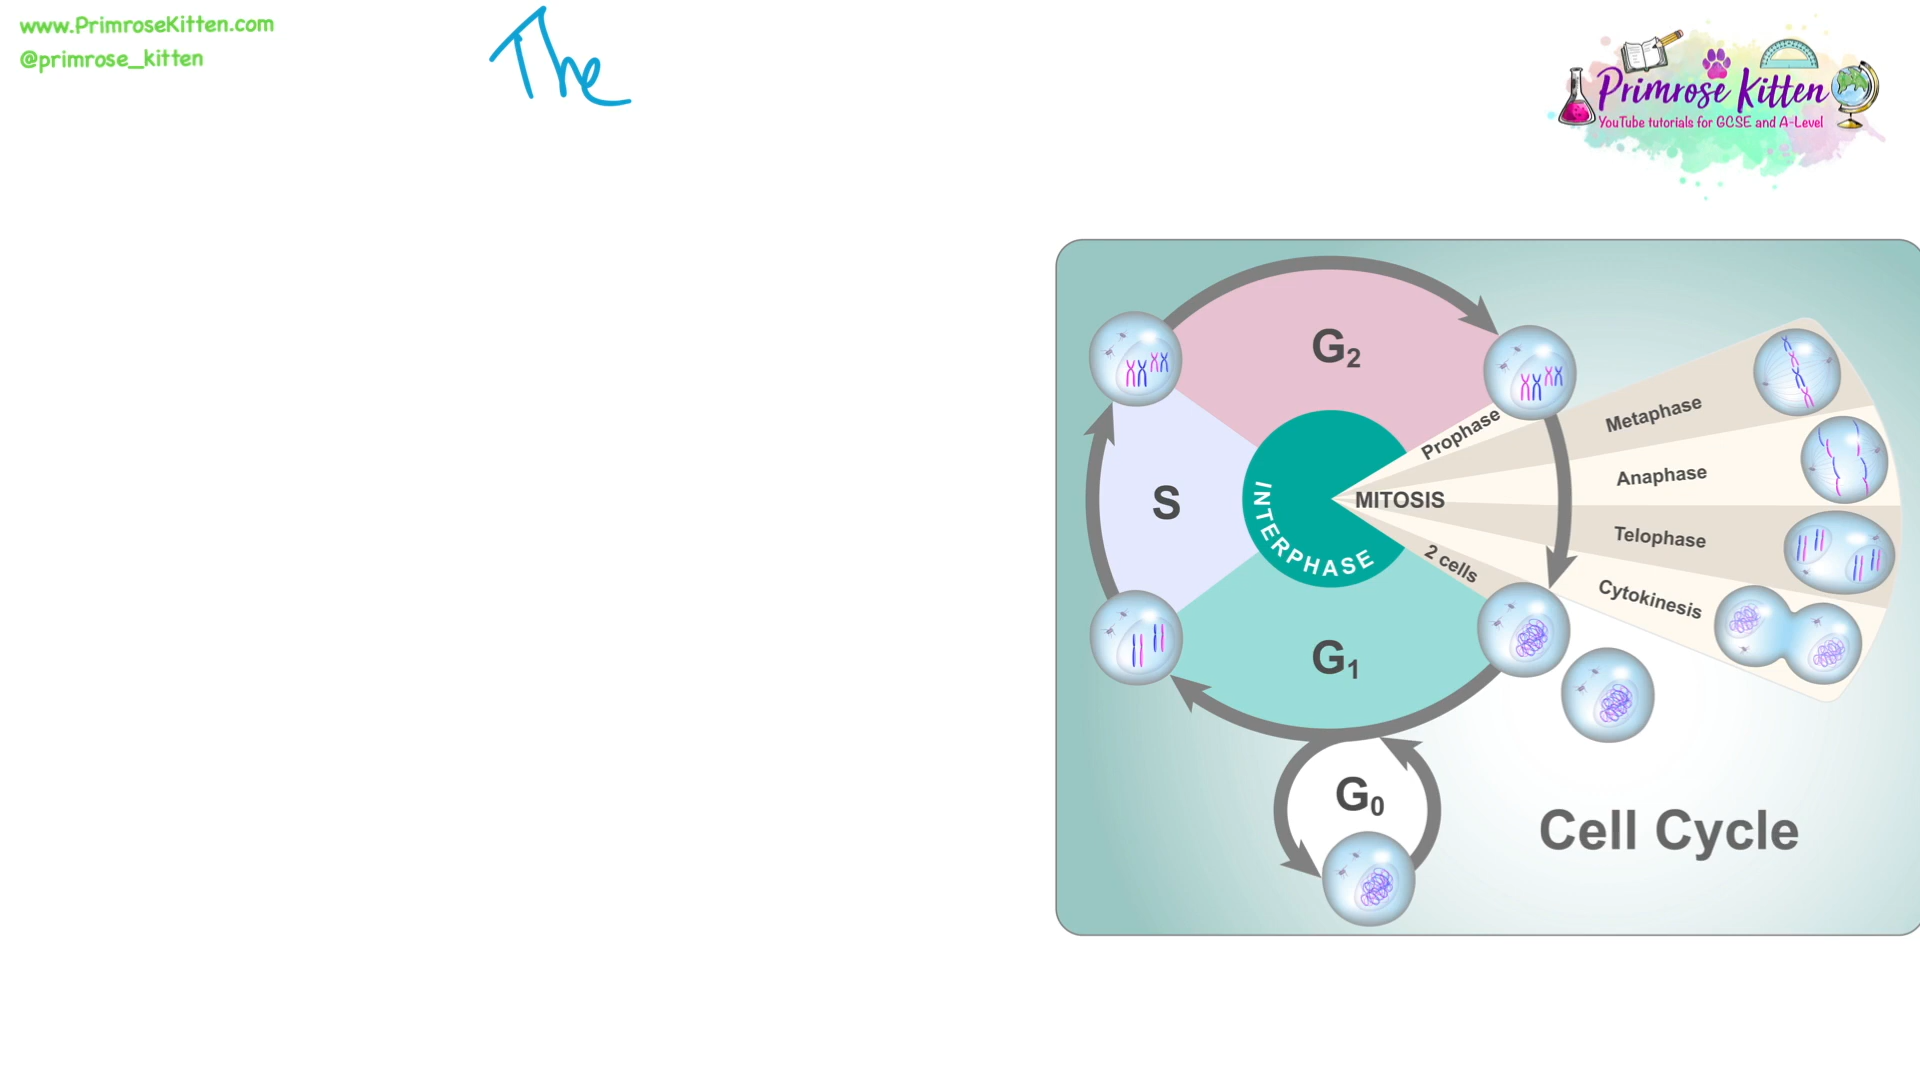 www.PrimroseKitten.com
@primrose_kitten
The
Primrose Kitten
YouTube tutorials for GCSE and A-Level
G2
S
G1
G0
INTERPHASE
MITOSIS
Prophase
Metaphase
Anaphase
Telophase
Cytokinesis
2 cells
Cell Cycle